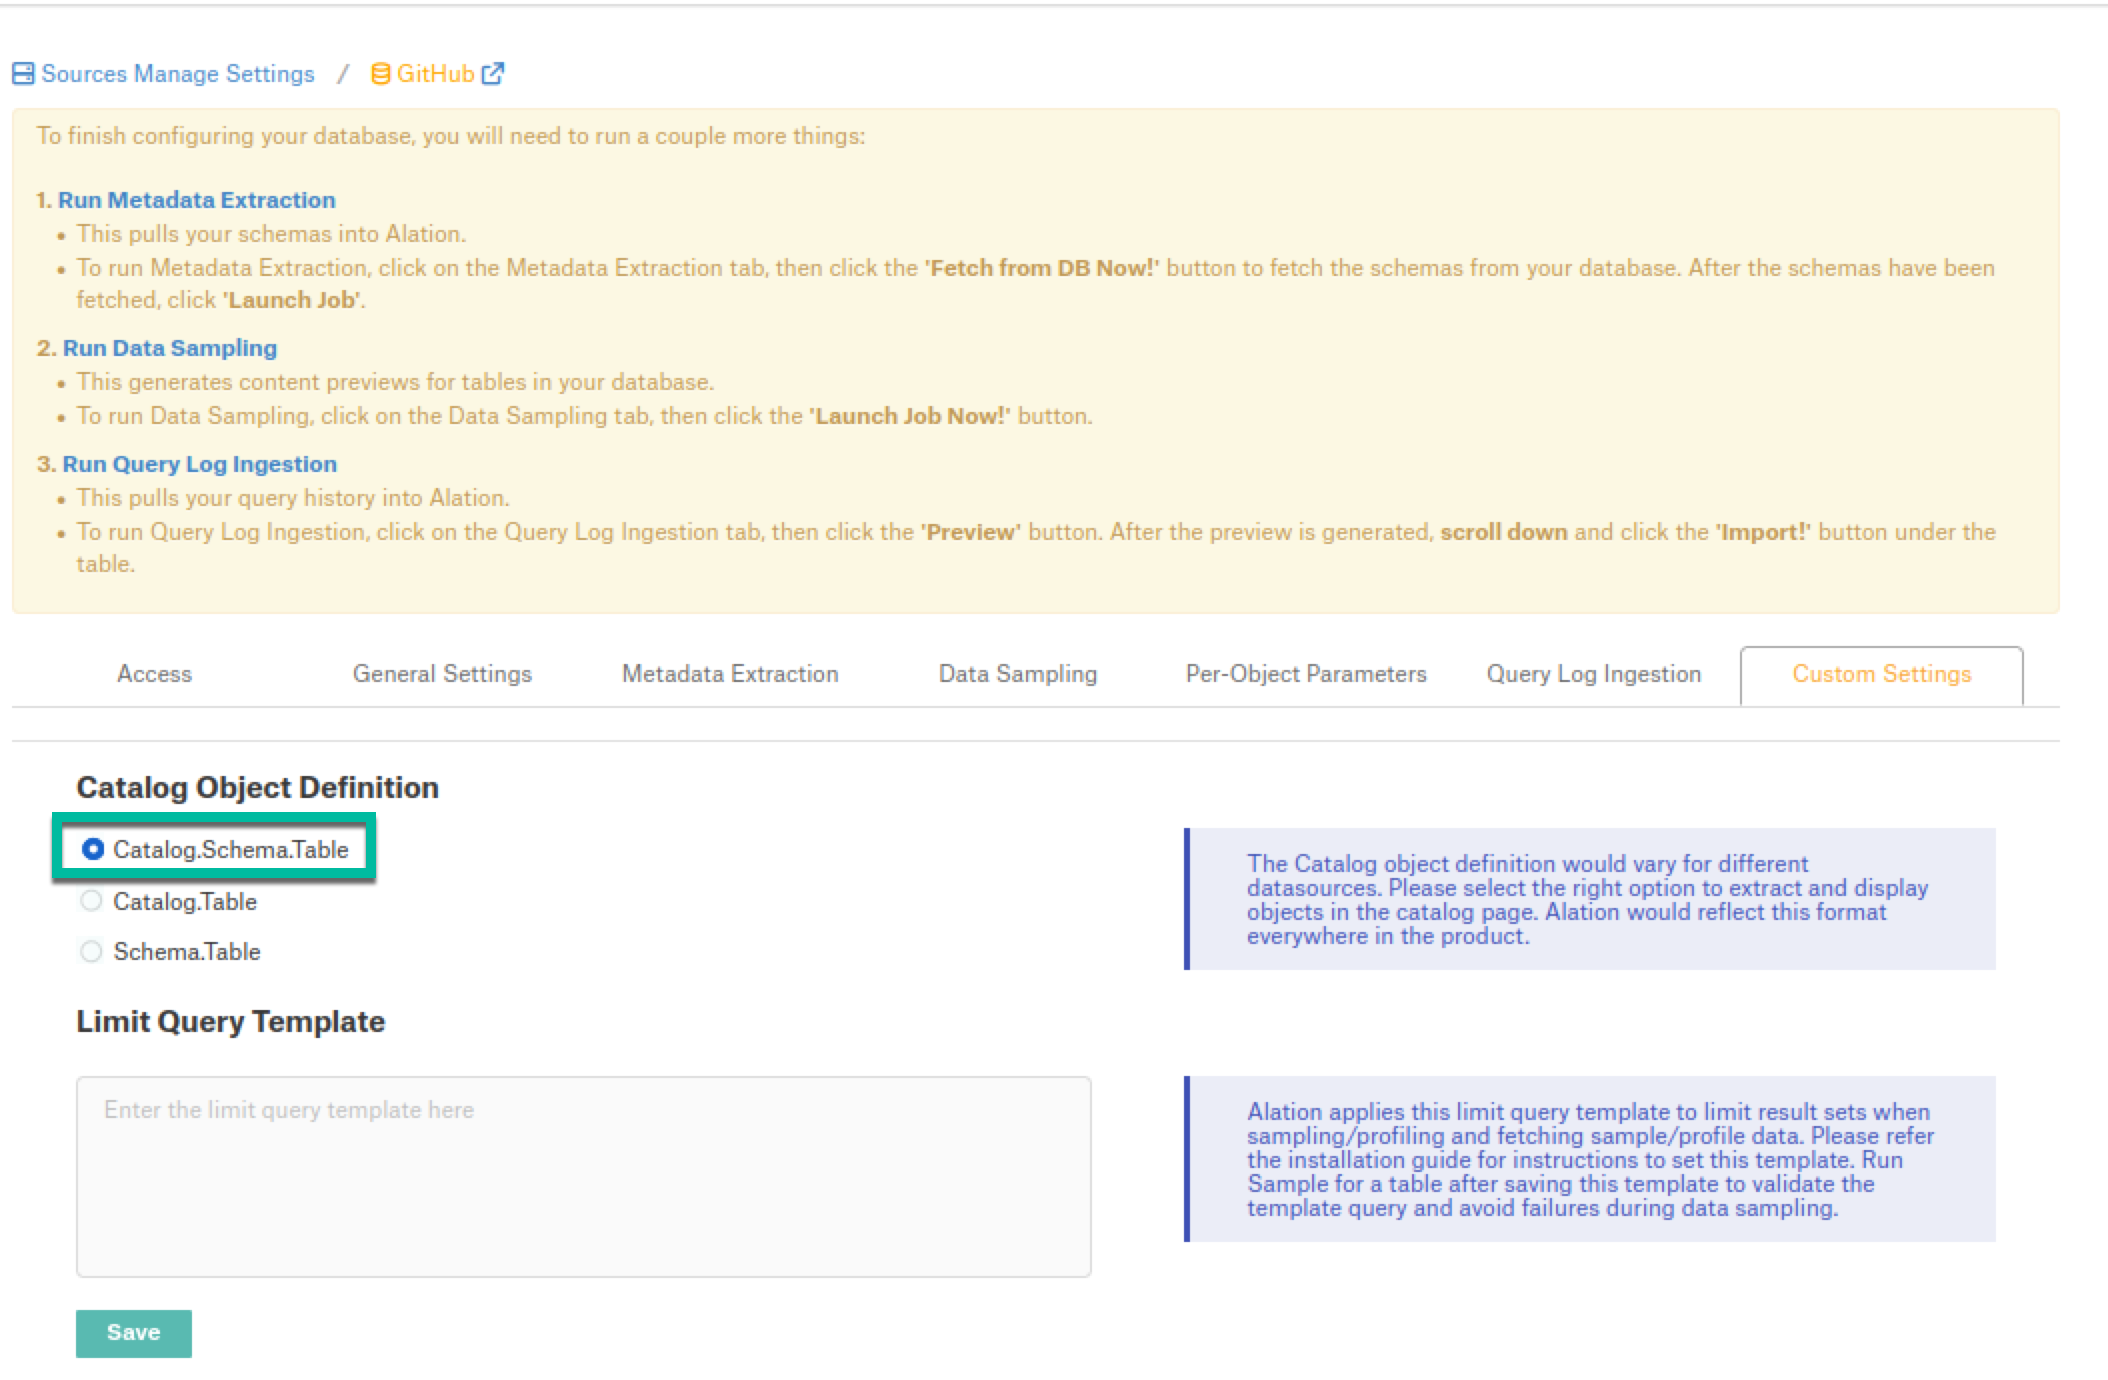 Sources Manage Settings / GitHub
To finish configuring your database, you will need to run a couple more things:
1. Run Metadata Extraction
• This pulls your schemas into Alation.
• To run Metadata Extraction, click on the Metadata Extraction tab, then click the 'Fetch from DB Now!' button to fetch the schemas from your database. After the schemas have been
fetched, click 'Launch Job'.
2. Run Data Sampling
• This generates content previews for tables in your database.
• To run Data Sampling, click on the Data Sampling tab, then click the 'Launch Job Now!' button.
3. Run Query Log Ingestion
• This pulls your query history into Alation.
• To run Query Log Ingestion, click on the Query Log Ingestion tab, then click the 'Preview' button. After the preview is generated, scroll down and click the 'Import!' button under the
table.
Access General Settings Metadata Extraction Data Sampling Per-Object Parameters Query Log Ingestion Custom Settings
Catalog Object Definition
Catalog.Schema.Table
Catalog.Table
Schema.Table
The Catalog object definition would vary for different
datasources. Please select the right option to extract and display
objects in the catalog page. Alation would reflect this format
everywhere in the product.
Limit Query Template
Enter the limit query template here
Alation applies this limit query template to limit result sets when
sampling/profiling and fetching sample/profile data. Please refer
the installation guide for instructions to set this template. Run
Sample for a table after saving this template to validate the
template query and avoid failures during data sampling.
Save